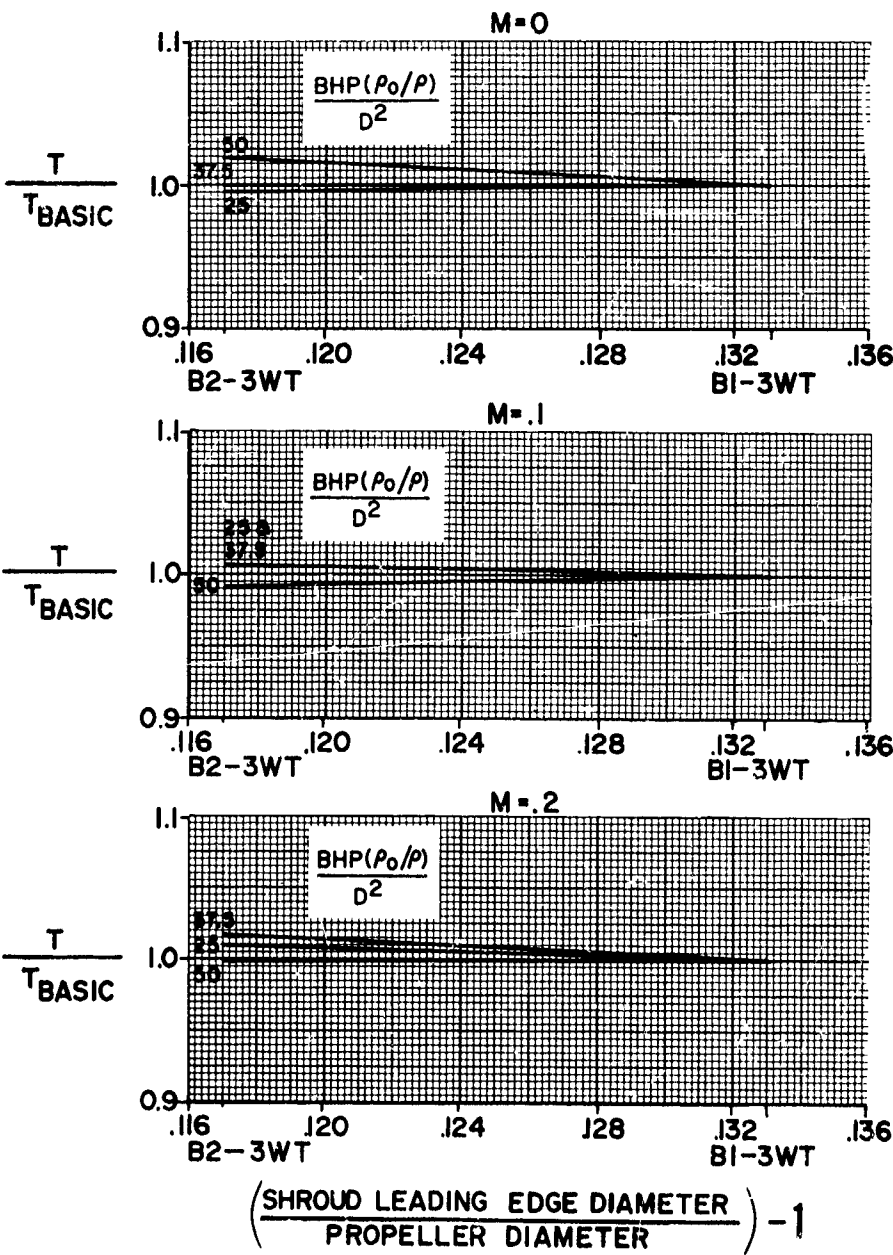 M=0
1.1
BHP(ρ₀/ρ)
D²
50
37.5
T
T BASIC
1.0
25
0.9
.116 .120 .124 .128 .132 .136
B2-3WT B1-3WT
M=.1
1.1
BHP(ρ₀/ρ)
D²
37.5
T
T BASIC
1.0
50
0.9
.116 .120 .124 .128 .132 .136
B2-3WT B1-3WT
M=.2
1.1
BHP(ρ₀/ρ)
D²
37.5
25
T
T BASIC
1.0
50
0.9
.116 .120 .124 .128 .132 .136
B2-3WT B1-3WT
(SHROUD LEADING EDGE DIAMETER
PROPELLER DIAMETER) -1